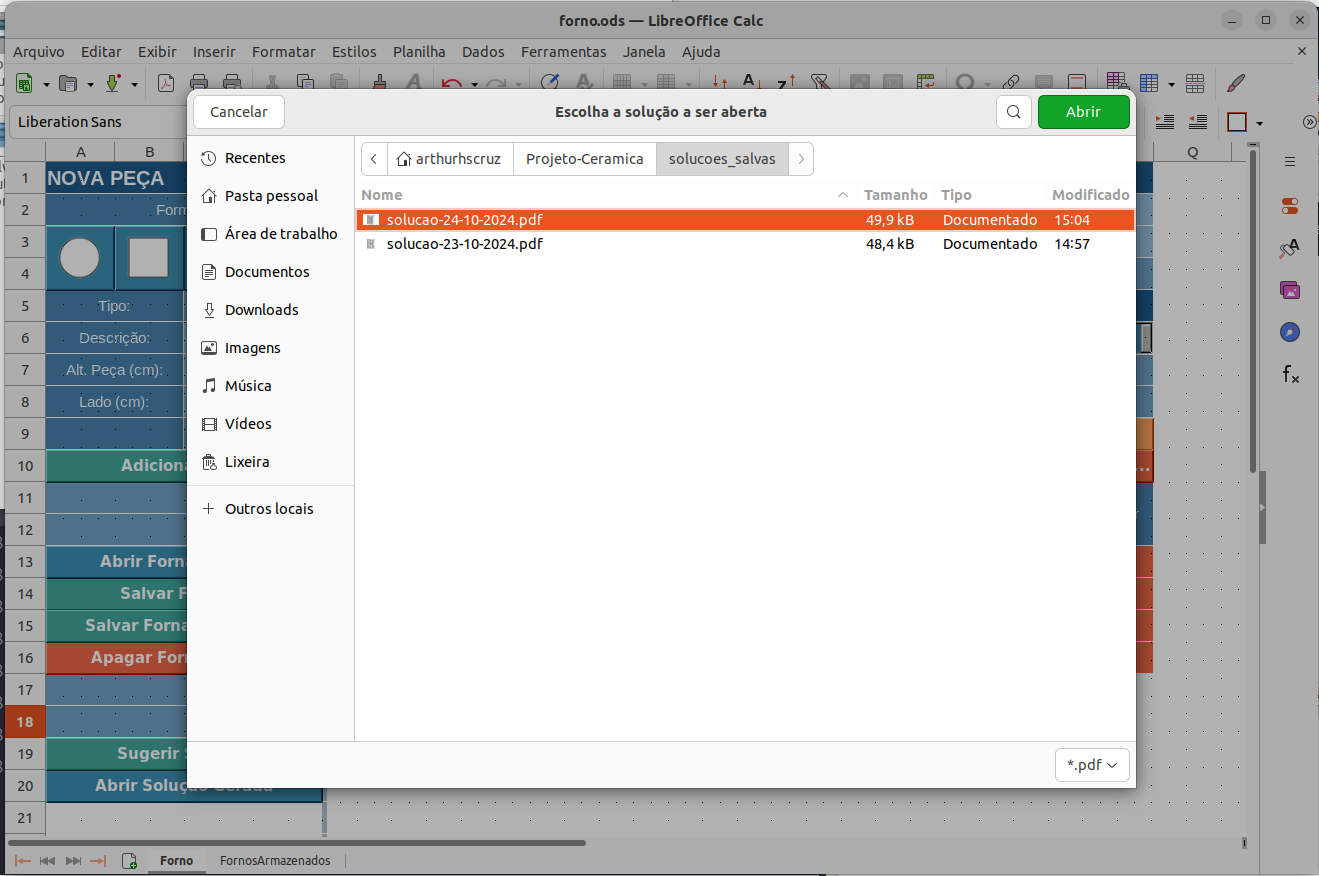 forno.ods — LibreOffice Calc
Arquivo Editar Exibir Inserir Formatar Estilos Planilha Dados Ferramentas Janela Ajuda
Cancelar
Escolha a solução a ser aberta
Abrir
Liberation Sans
A B Q
Recentes
Pasta pessoal
Área de trabalho
Documentos
Downloads
Imagens
Música
Vídeos
Lixeira
Outros locais
arthurhscruz Projeto-Ceramica solucoes_salvas
Nome Tamanho Tipo Modificado
solucao-24-10-2024.pdf 49,9 kB Documentado 15:04
solucao-23-10-2024.pdf 48,4 kB Documentado 14:57
*.pdf
1 NOVA PEÇA
2 Form
3
4
5 Tipo:
6 Descrição:
7 Alt. Peça (cm):
8 Lado (cm):
9
10 Adiciona
11
12
13 Abrir Forna
14 Salvar F
15 Salvar Forna
16 Apagar Forn
17
18
19 Sugerir S
20 Abrir Solução Gerada
21
Forno FornosArmazenados